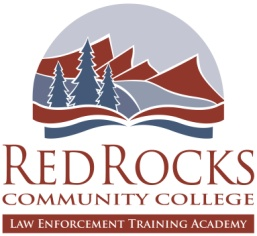 RED ROCKS
COMMUNITY COLLEGE
LAW ENFORCEMENT TRAINING ACADEMY